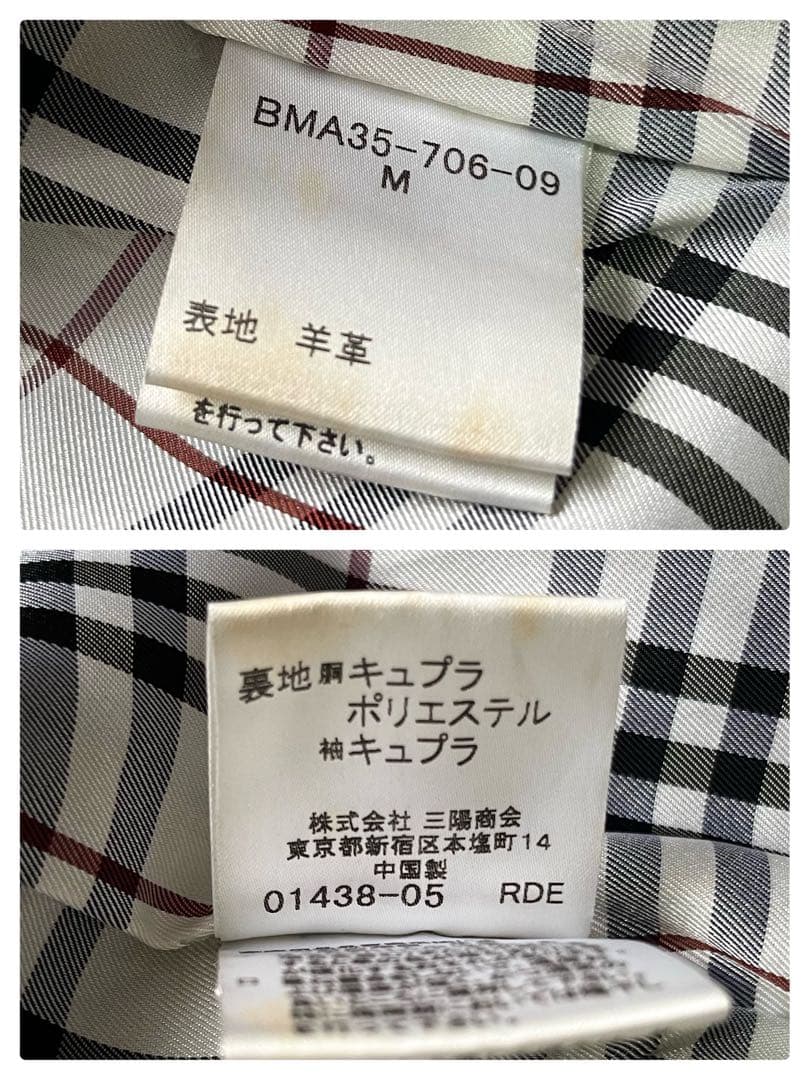 BMA35-706-09
M
表地 羊革
を行って下さい。
裏地 胴 キュプラ
ポリエステル
袖 キュプラ
株式会社 三陽商会
東京都新宿区本塩町14
中国製
01438-05 RDE